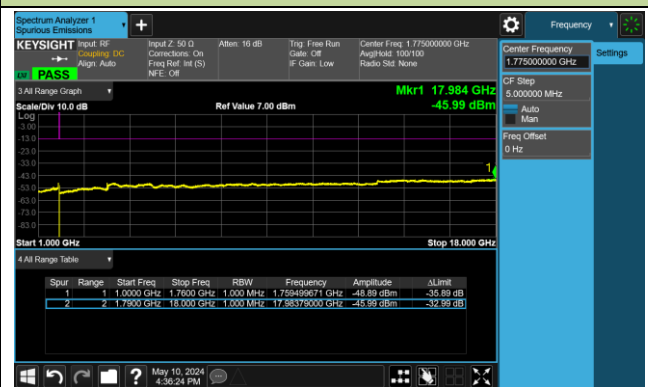 Spectrum Analyzer 1
Spurious Emissions
Frequency
KEYSIGHT
Input: RF
Coupling: DC
Align: Auto
Input Z: 50 Ω
Corrections: On
Freq Ref: Int (S)
NFE: Off
Atten: 16 dB
Trig: Free Run
Gate: Off
IF Gain: Low
Center Freq: 1.775000000 GHz
Avg|Hold: 100/100
Radio Std: None
PASS
3 All Range Graph
Mkr1 17.984 GHz
Scale/Div 10.0 dB
Ref Value 7.00 dBm
-45.99 dBm
Log
-3.00
-13.0
-23.0
-33.0
-43.0
-53.0
-63.0
-73.0
-83.0
1
Start 1.000 GHz
Stop 18.000 GHz
4 All Range Table
Spur Range Start Freq Stop Freq RBW Frequency Amplitude ΔLimit
1 1 1.0000 GHz 1.7600 GHz 1.000 MHz 1.759499671 GHz -48.89 dBm -35.89 dB
2 2 1.7900 GHz 18.000 GHz 1.000 MHz 17.98379000 GHz -45.99 dBm -32.99 dB
Center Frequency
1.775000000 GHz
Settings
CF Step
5.000000 MHz
Auto
Man
Freq Offset
0 Hz
?
May 10, 2024
4:36:24 PM